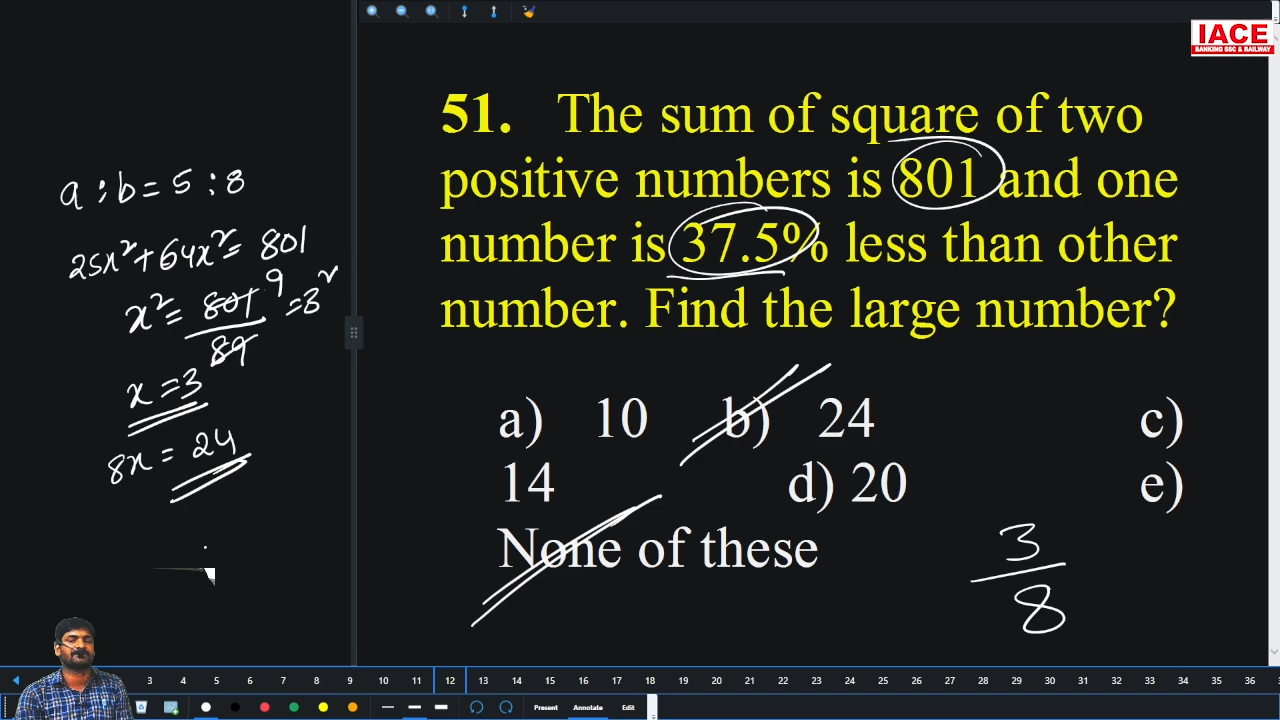 IACE
BANKING SSC & RAILWAY
51. The sum of square of two
positive numbers is 801 and one
number is 37.5% less than other
number. Find the large number?
a) 10 b) 24 c)
14 d) 20 e)
None of these
3/8
a : b = 5 : 8
25x² + 64x² = 801
x² = 801/89 9 = 3²
x = 3
8x = 24
3 4 5 6 7 8 9 10 11 12 13 14 15 16 17 18 19 20 21 22 23 24 25 26 27 28 29 30 31 32 33 34 35 36
Present Annotate Edit